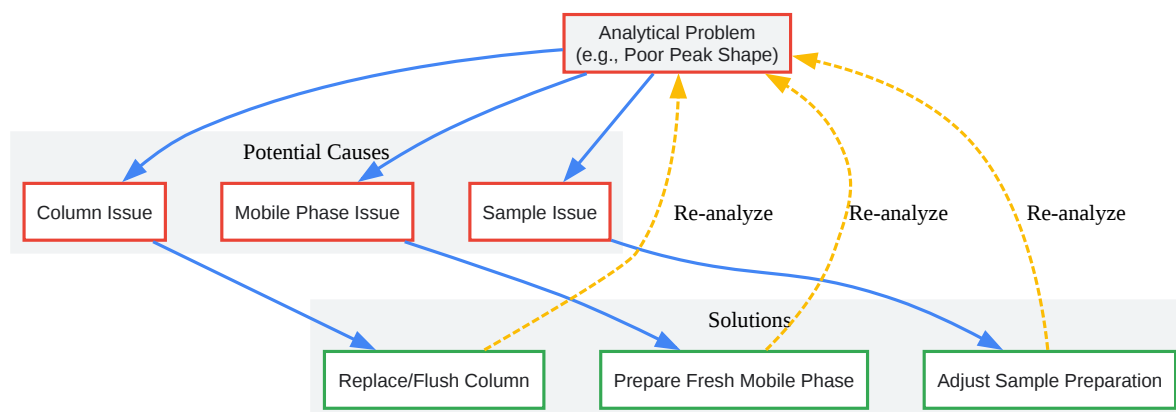 Analytical Problem
(e.g., Poor Peak Shape)
Potential Causes
Column Issue
Mobile Phase Issue
Sample Issue
Re-analyze
Re-analyze
Re-analyze
Solutions
Replace/Flush Column
Prepare Fresh Mobile Phase
Adjust Sample Preparation